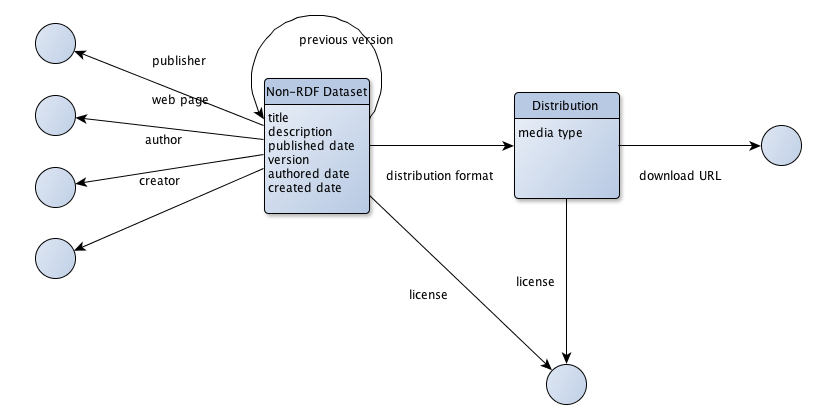 previous version
publisher
web page
author
creator
Non-RDF Dataset
title
description
published date
version
authored date
created date
distribution format
Distribution
media type
download URL
license
license